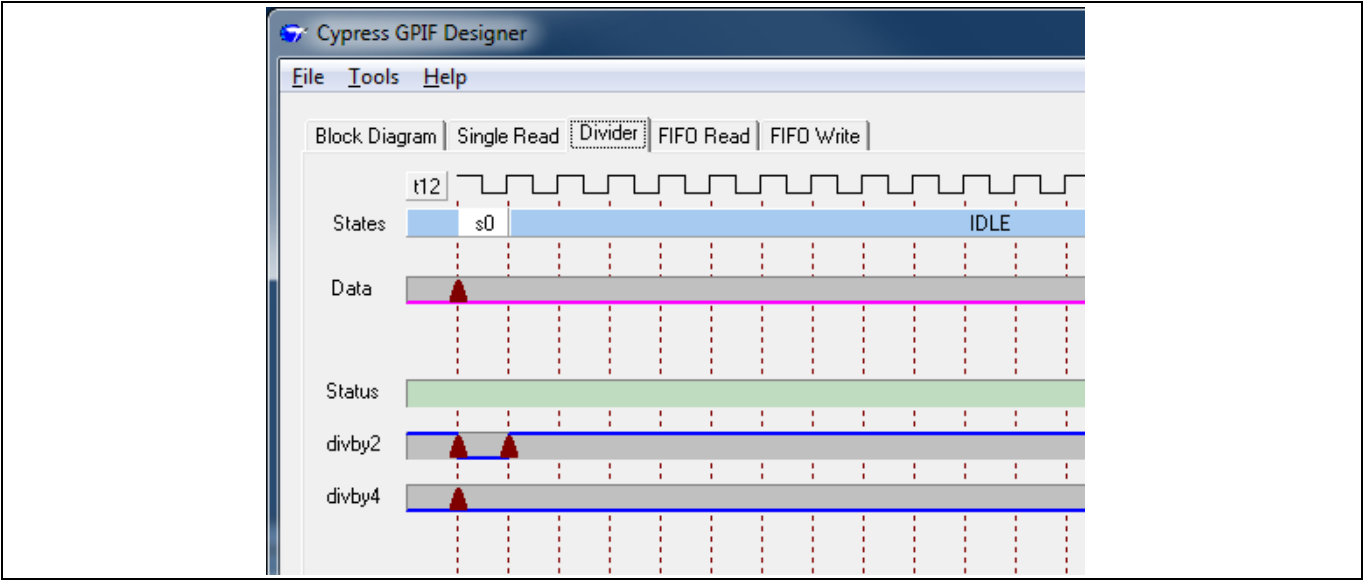 Cypress GPIF Designer
File Tools Help
Block Diagram Single Read Divider FIFO Read FIFO Write
t12
States s0 IDLE
Data
Status
divby2
divby4